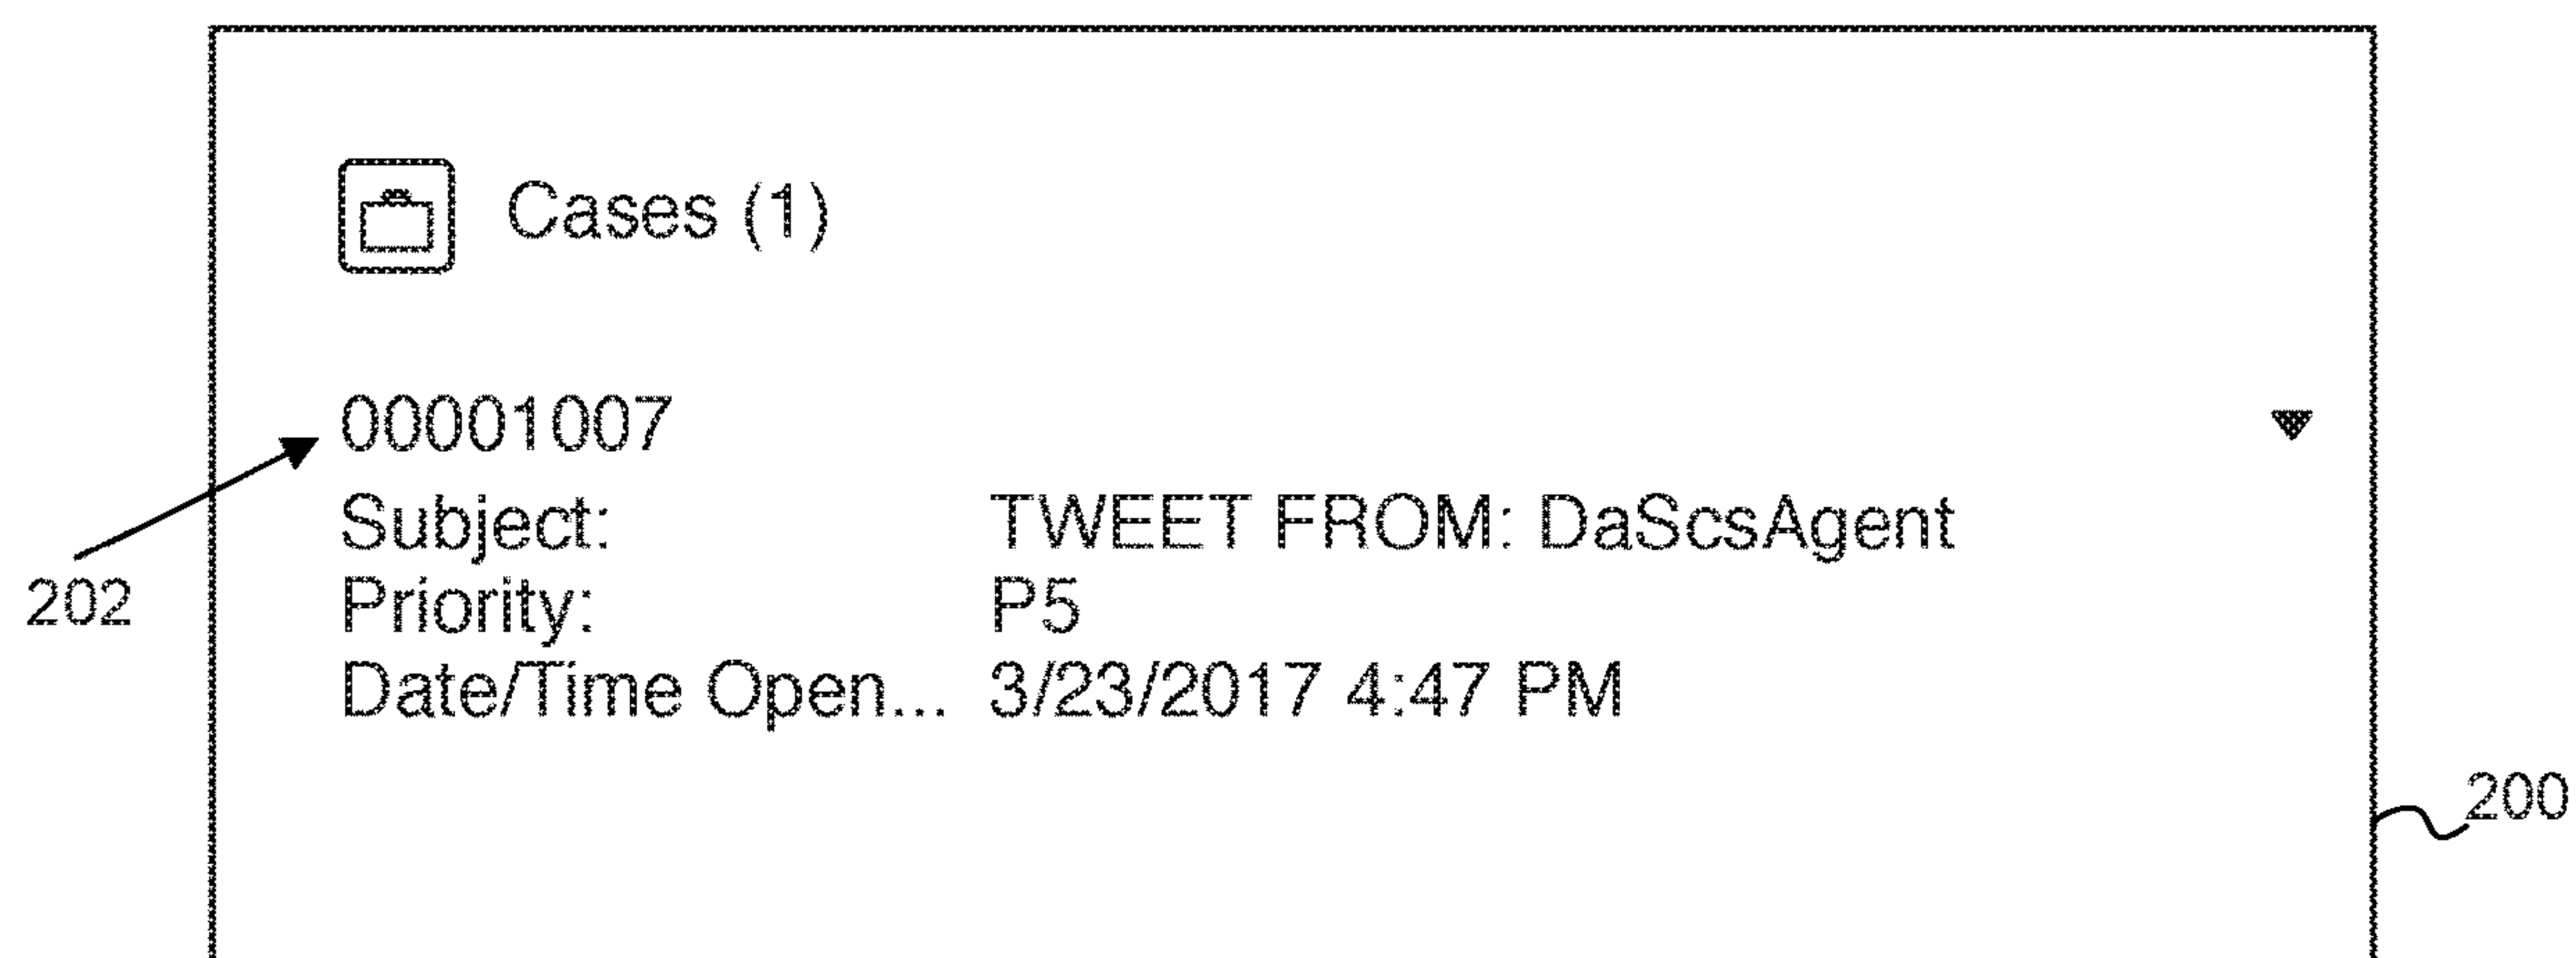 Cases (1)
00001007
Subject: TWEET FROM: DaScsAgent
202
Priority: P5
Date/Time Open... 3/23/2017 4:47 PM
200